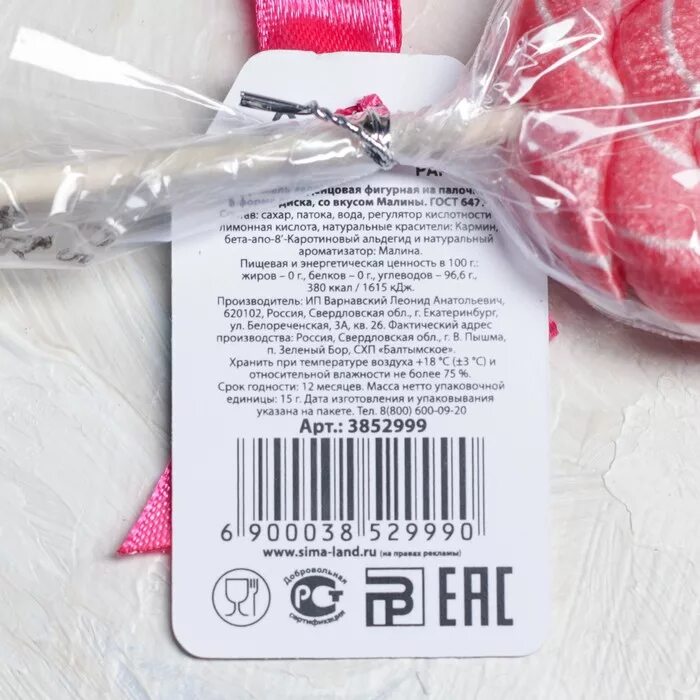 фигурная на палоч
диска, со вкусом Малины. ГОСТ 647
сахар, патока, вода, регулятор кислотности
лимонная кислота, натуральные красители: Кармин,
бета-апо-8'-Каротиновый альдегид и натуральный
ароматизатор: Малина.
Пищевая и энергетическая ценность в 100 г.:
жиров – 0 г., белков – 0 г., углеводов – 96,6 г.,
380 ккал / 1615 кДж.
Производитель: ИП Варнавский Леонид Анатольевич,
620102, Россия, Свердловская обл., г. Екатеринбург,
ул. Белореченская, 3А, кв. 26. Фактический адрес
производства: Россия, Свердловская обл., г. В. Пышма,
п. Зеленый Бор, СХП «Балтымское».
Хранить при температуре воздуха +18 °C (±3 °C) и
относительной влажности не более 75 %.
Срок годности: 12 месяцев. Масса нетто упаковочной
единицы: 15 г. Дата изготовления и упаковывания
указана на пакете. Тел. 8(800) 600-09-20
Арт.: 3852999
6 900038 529990
www.sima-land.ru (на правах рекламы)
Добровольная
РСТ
сертификация
EAC